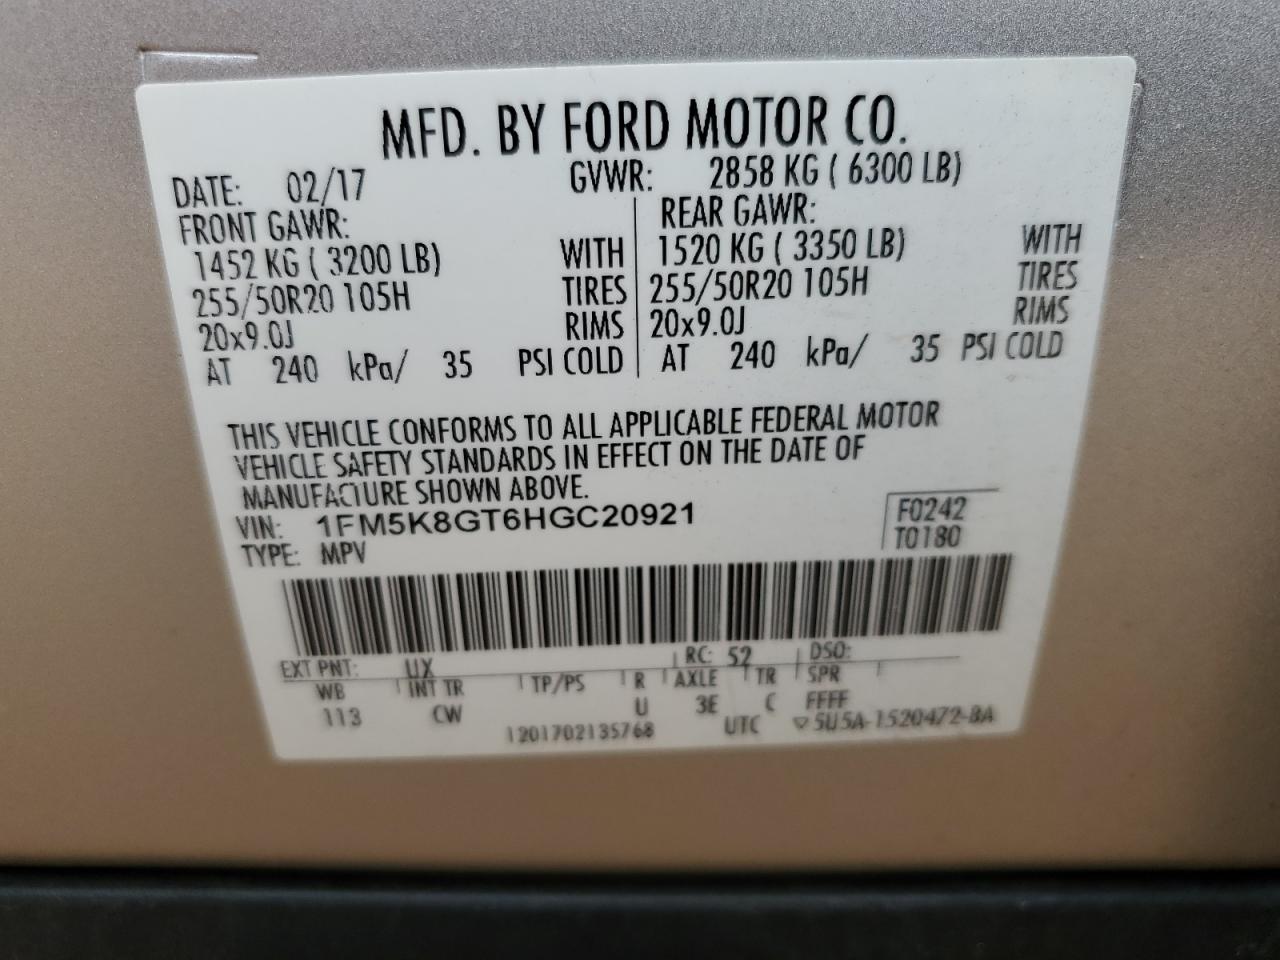 MFD. BY FORD MOTOR CO.
DATE: 02/17 GVWR: 2858 KG ( 6300 LB)
FRONT GAWR: REAR GAWR:
1452 KG ( 3200 LB) WITH 1520 KG ( 3350 LB) WITH
255/50R20 105H TIRES 255/50R20 105H TIRES
20x9.0J RIMS 20x9.0J RIMS
AT 240 kPa/ 35 PSI COLD AT 240 kPa/ 35 PSI COLD
THIS VEHICLE CONFORMS TO ALL APPLICABLE FEDERAL MOTOR
VEHICLE SAFETY STANDARDS IN EFFECT ON THE DATE OF
MANUFACTURE SHOWN ABOVE.
VIN: 1FM5K8GT6HGC20921 F0242
TYPE: MPV T0180
EXT PNT: UX RC: 52 DSO:
WB INT TR TP/PS R AXLE TR SPR
113 CW U 3E C FFFF
1201702135768 UTC ▽5U5A-1520472-BA